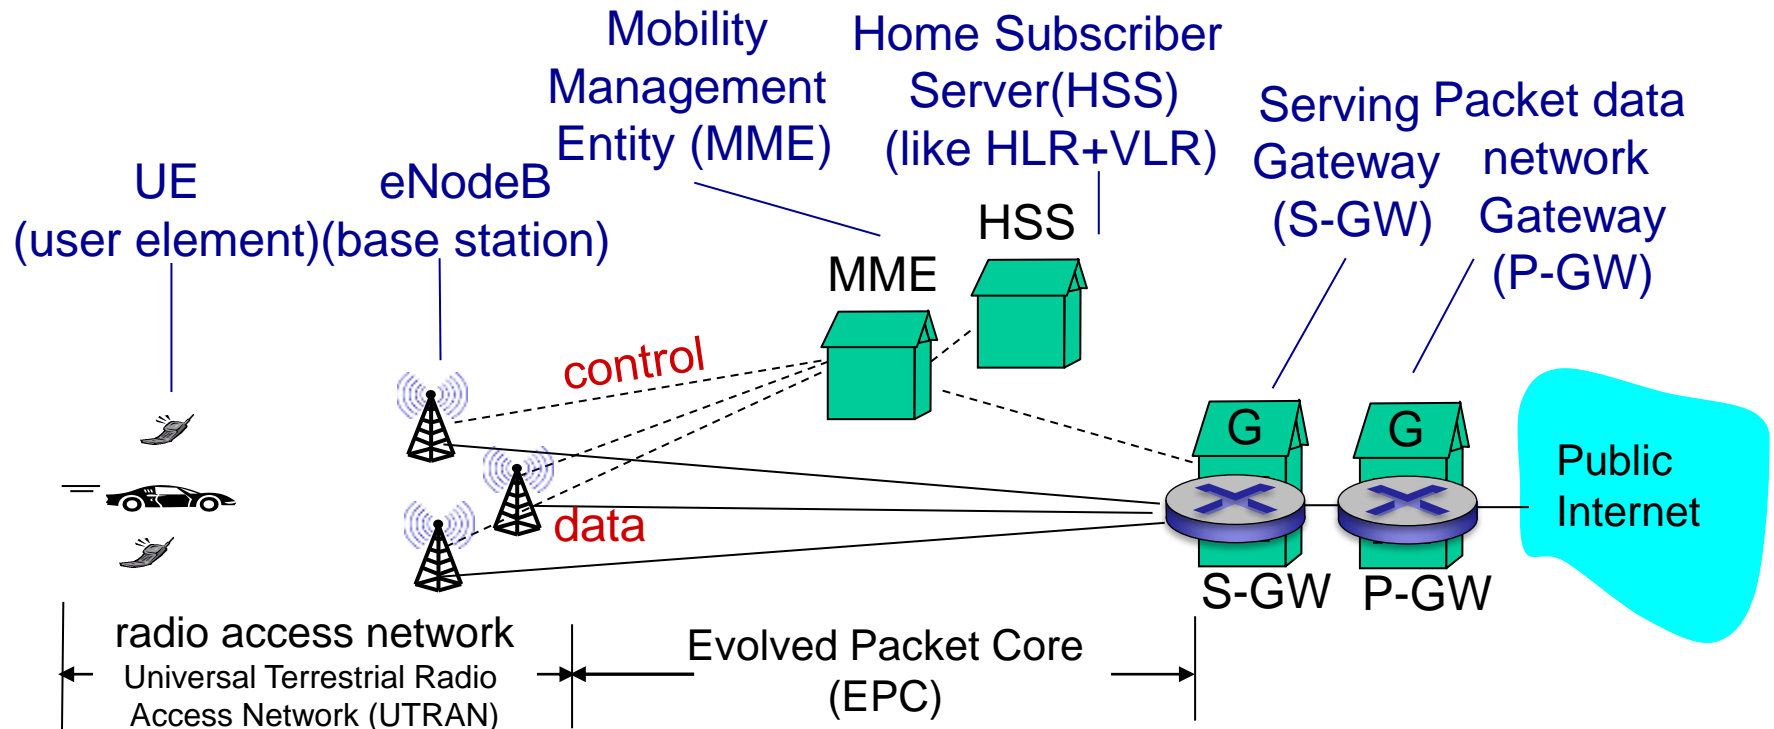 Mobility
Management
Entity (MME)
Home Subscriber
Server(HSS)
(like HLR+VLR)
Serving
Gateway
(S-GW)
Packet data
network
Gateway
(P-GW)
UE
(user element)
eNodeB
(base station)
HSS
MME
control
data
G
G
S-GW
P-GW
Public
Internet
radio access network
Universal Terrestrial Radio
Access Network (UTRAN)
Evolved Packet Core
(EPC)